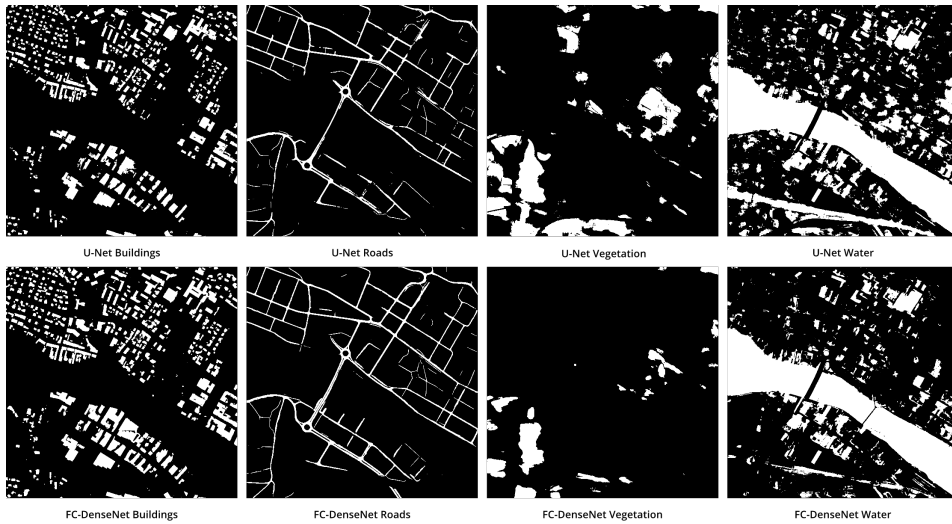 U-Net Buildings
U-Net Roads
U-Net Vegetation
U-Net Water
FC-DenseNet Buildings
FC-DenseNet Roads
FC-DenseNet Vegetation
FC-DenseNet Water